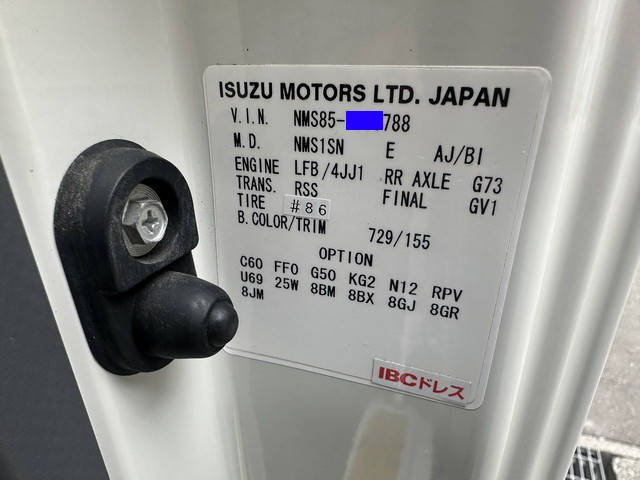 ISUZU MOTORS LTD. JAPAN
V.I.N. NMS85- 788
M.D. NMS1SN E AJ/BI
ENGINE LFB/4JJ1 RR AXLE G73
TRANS. RSS FINAL GV1
TIRE #86
B.COLOR/TRIM 729/155
OPTION
C60 FF0 G50 KG2 N12 RPV
U69 25W 8BM 8BX 8GJ 8GR
8JM
IBCドレス